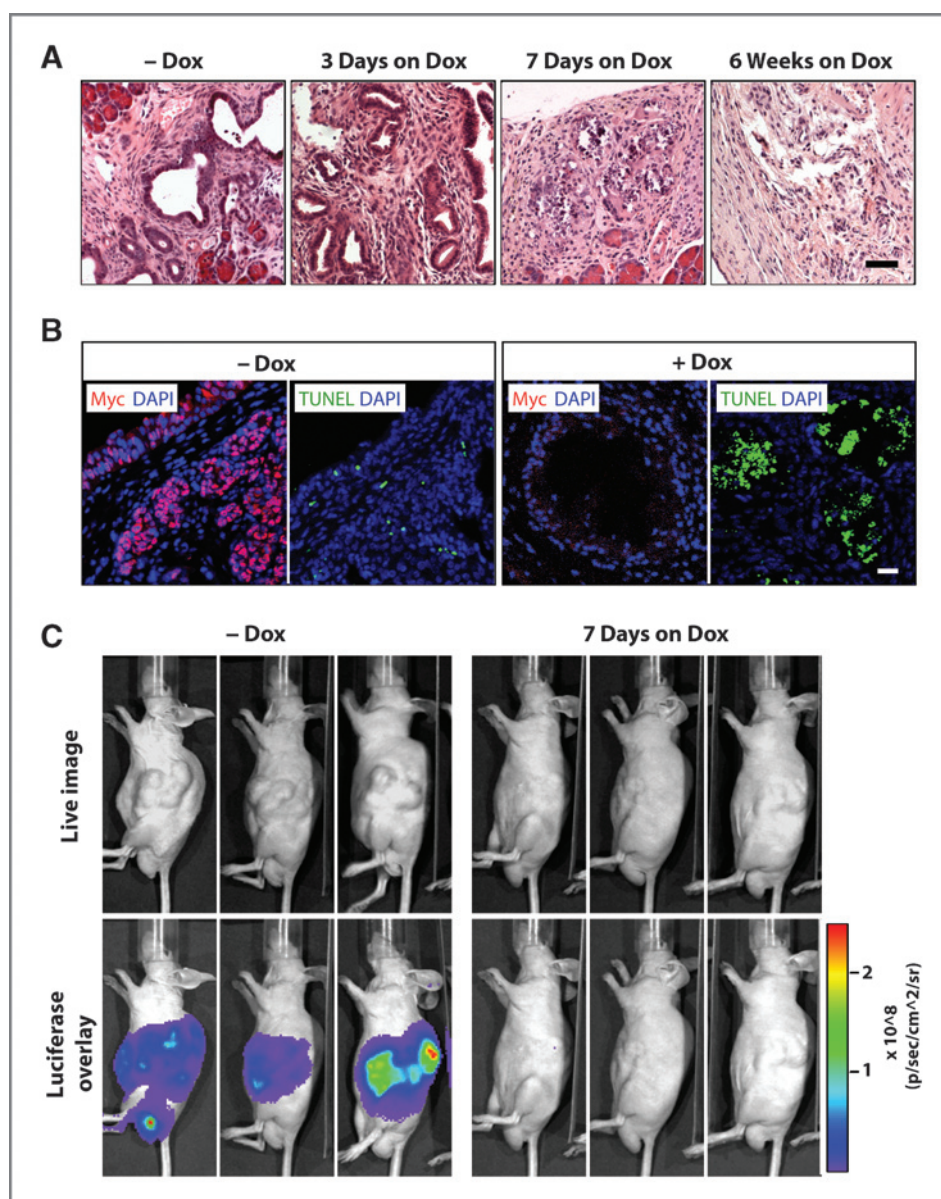 A
– Dox
3 Days on Dox
7 Days on Dox
6 Weeks on Dox
B
– Dox
+ Dox
Myc DAPI
TUNEL DAPI
Myc DAPI
TUNEL DAPI
C
– Dox
7 Days on Dox
Live image
Luciferase
overlay
2
1
x 10^8
(p/sec/cm^2/sr)